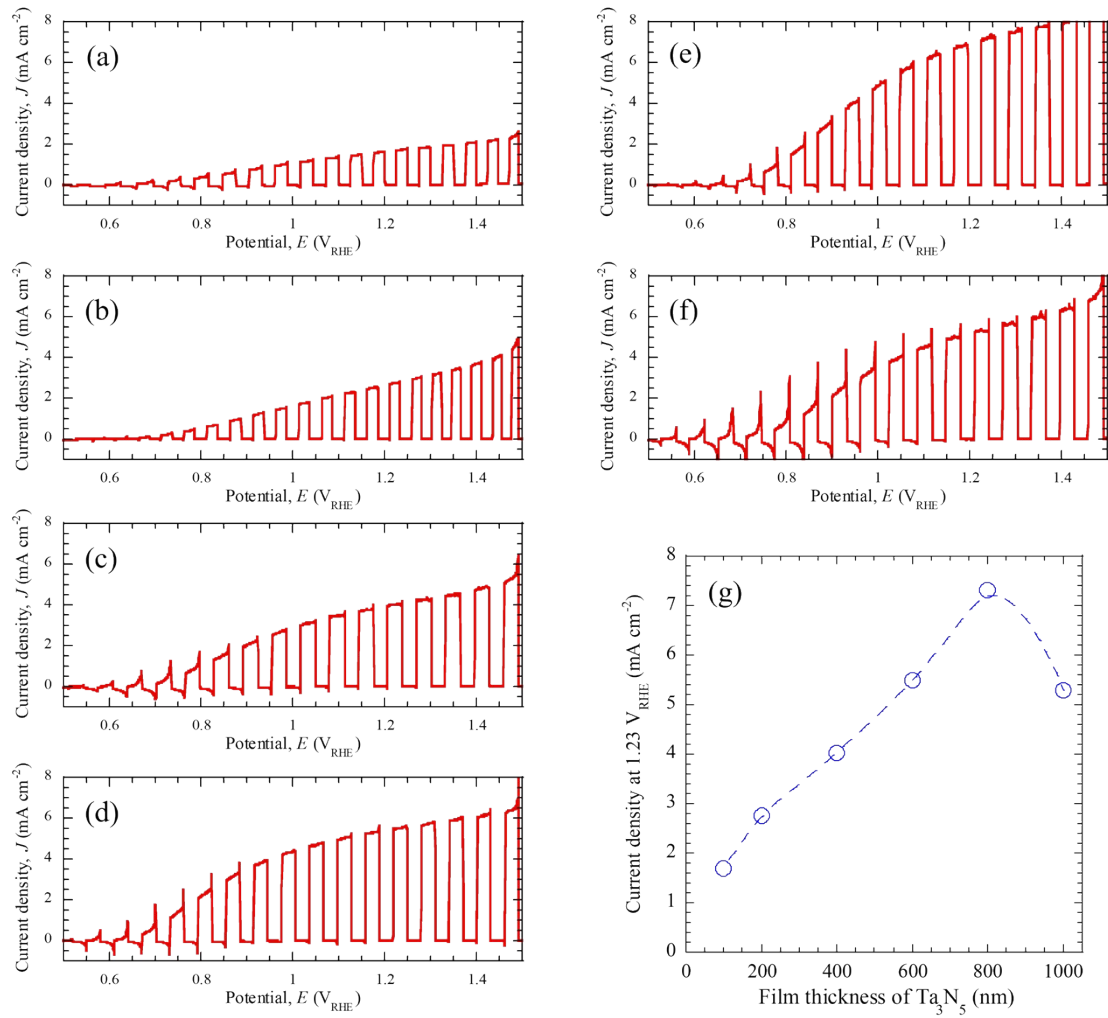 (a)
Current density, J (mA cm-2)
8
6
4
2
0
0.6 0.8 1 1.2 1.4
Potential, E (VRHE)
(b)
Current density, J (mA cm-2)
8
6
4
2
0
0.6 0.8 1 1.2 1.4
Potential, E (VRHE)
(c)
Current density, J (mA cm-2)
8
6
4
2
0
0.6 0.8 1 1.2 1.4
Potential, E (VRHE)
(d)
Current density, J (mA cm-2)
8
6
4
2
0
0.6 0.8 1 1.2 1.4
Potential, E (VRHE)
(e)
Current density, J (mA cm-2)
8
6
4
2
0
0.6 0.8 1 1.2 1.4
Potential, E (VRHE)
(f)
Current density, J (mA cm-2)
8
6
4
2
0
0.6 0.8 1 1.2 1.4
Potential, E (VRHE)
(g)
Current density at 1.23 VRHE (mA cm-2)
8
7
6
5
4
3
2
1
0
0 200 400 600 800 1000
Film thickness of Ta3N5 (nm)